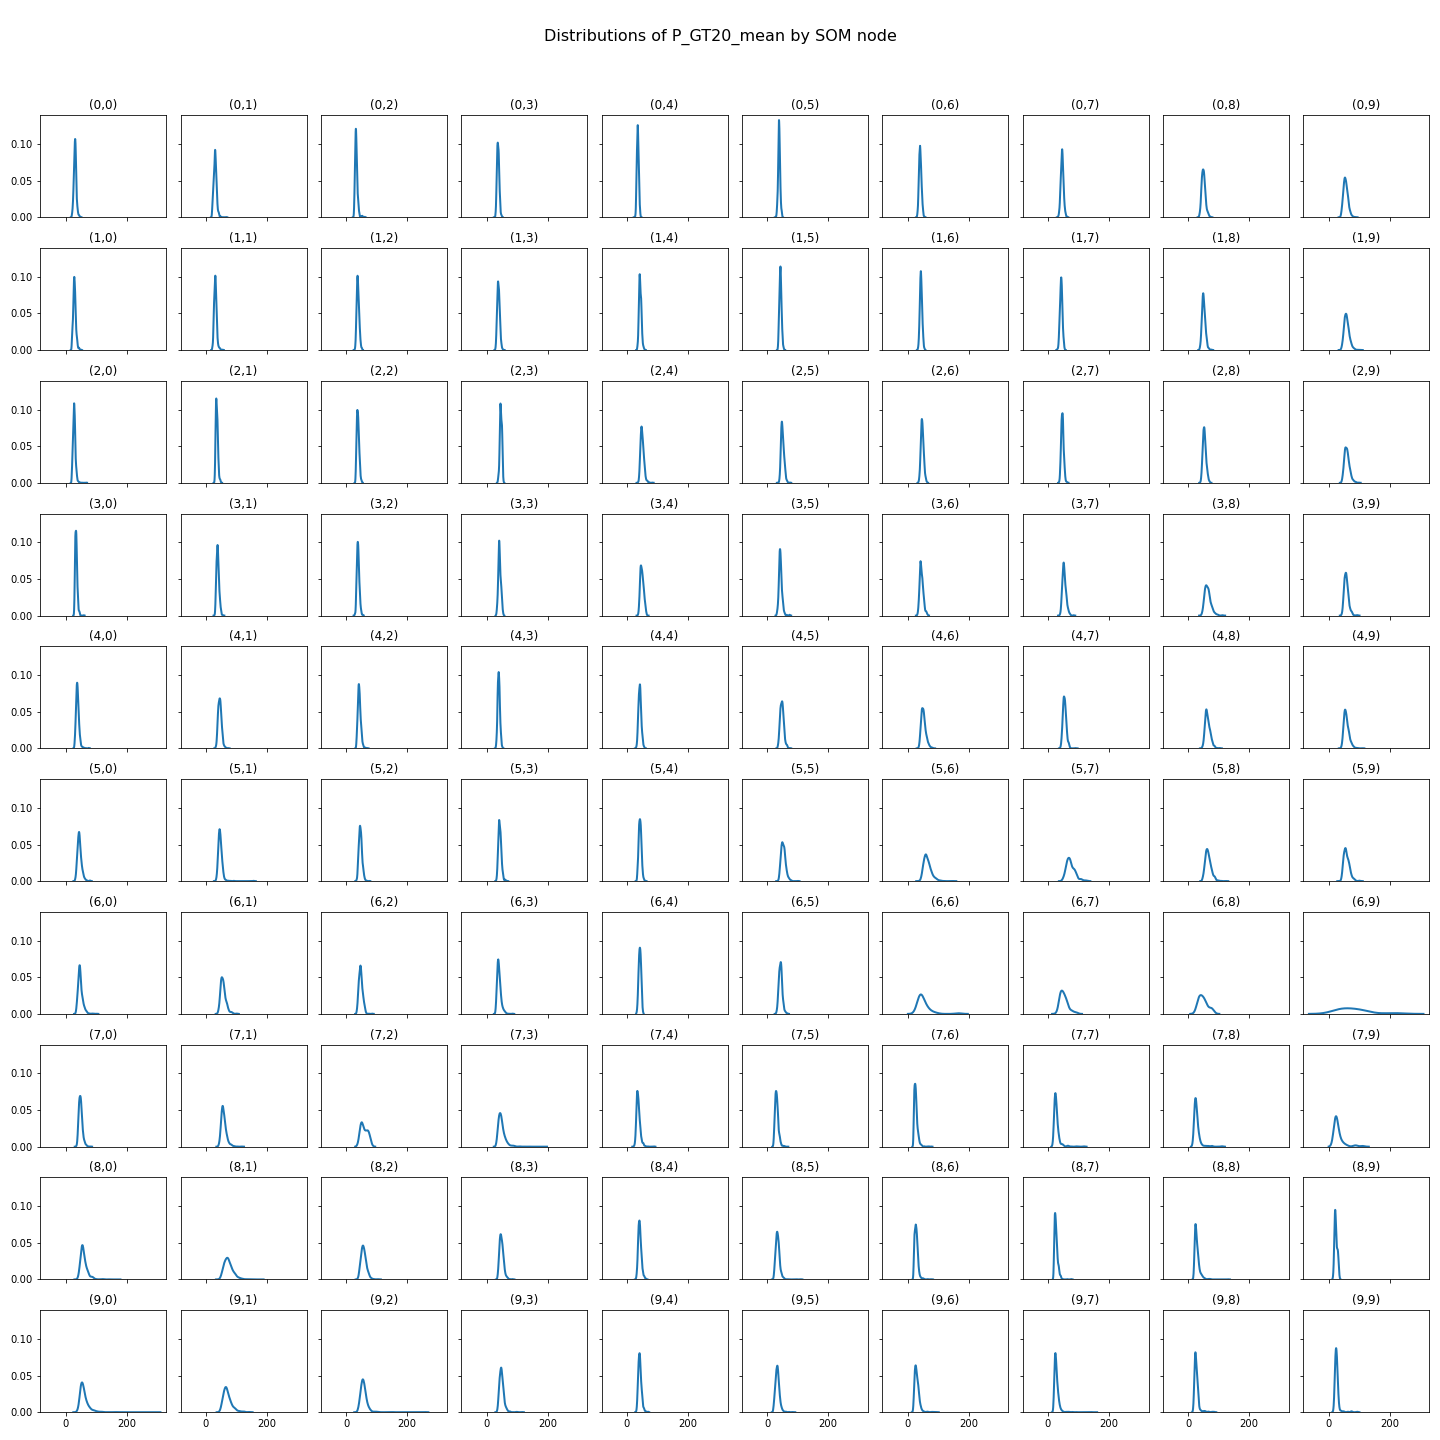 Distributions of P_GT20_mean by SOM node
(0,0) (0,1) (0,2) (0,3) (0,4) (0,5) (0,6) (0,7) (0,8) (0,9)
0.10
0.05
0.00
(1,0) (1,1) (1,2) (1,3) (1,4) (1,5) (1,6) (1,7) (1,8) (1,9)
0.10
0.05
0.00
(2,0) (2,1) (2,2) (2,3) (2,4) (2,5) (2,6) (2,7) (2,8) (2,9)
0.10
0.05
0.00
(3,0) (3,1) (3,2) (3,3) (3,4) (3,5) (3,6) (3,7) (3,8) (3,9)
0.10
0.05
0.00
(4,0) (4,1) (4,2) (4,3) (4,4) (4,5) (4,6) (4,7) (4,8) (4,9)
0.10
0.05
0.00
(5,0) (5,1) (5,2) (5,3) (5,4) (5,5) (5,6) (5,7) (5,8) (5,9)
0.10
0.05
0.00
(6,0) (6,1) (6,2) (6,3) (6,4) (6,5) (6,6) (6,7) (6,8) (6,9)
0.10
0.05
0.00
(7,0) (7,1) (7,2) (7,3) (7,4) (7,5) (7,6) (7,7) (7,8) (7,9)
0.10
0.05
0.00
(8,0) (8,1) (8,2) (8,3) (8,4) (8,5) (8,6) (8,7) (8,8) (8,9)
0.10
0.05
0.00
(9,0) (9,1) (9,2) (9,3) (9,4) (9,5) (9,6) (9,7) (9,8) (9,9)
0.10
0.05
0.00
0 200 0 200 0 200 0 200 0 200 0 200 0 200 0 200 0 200 0 200